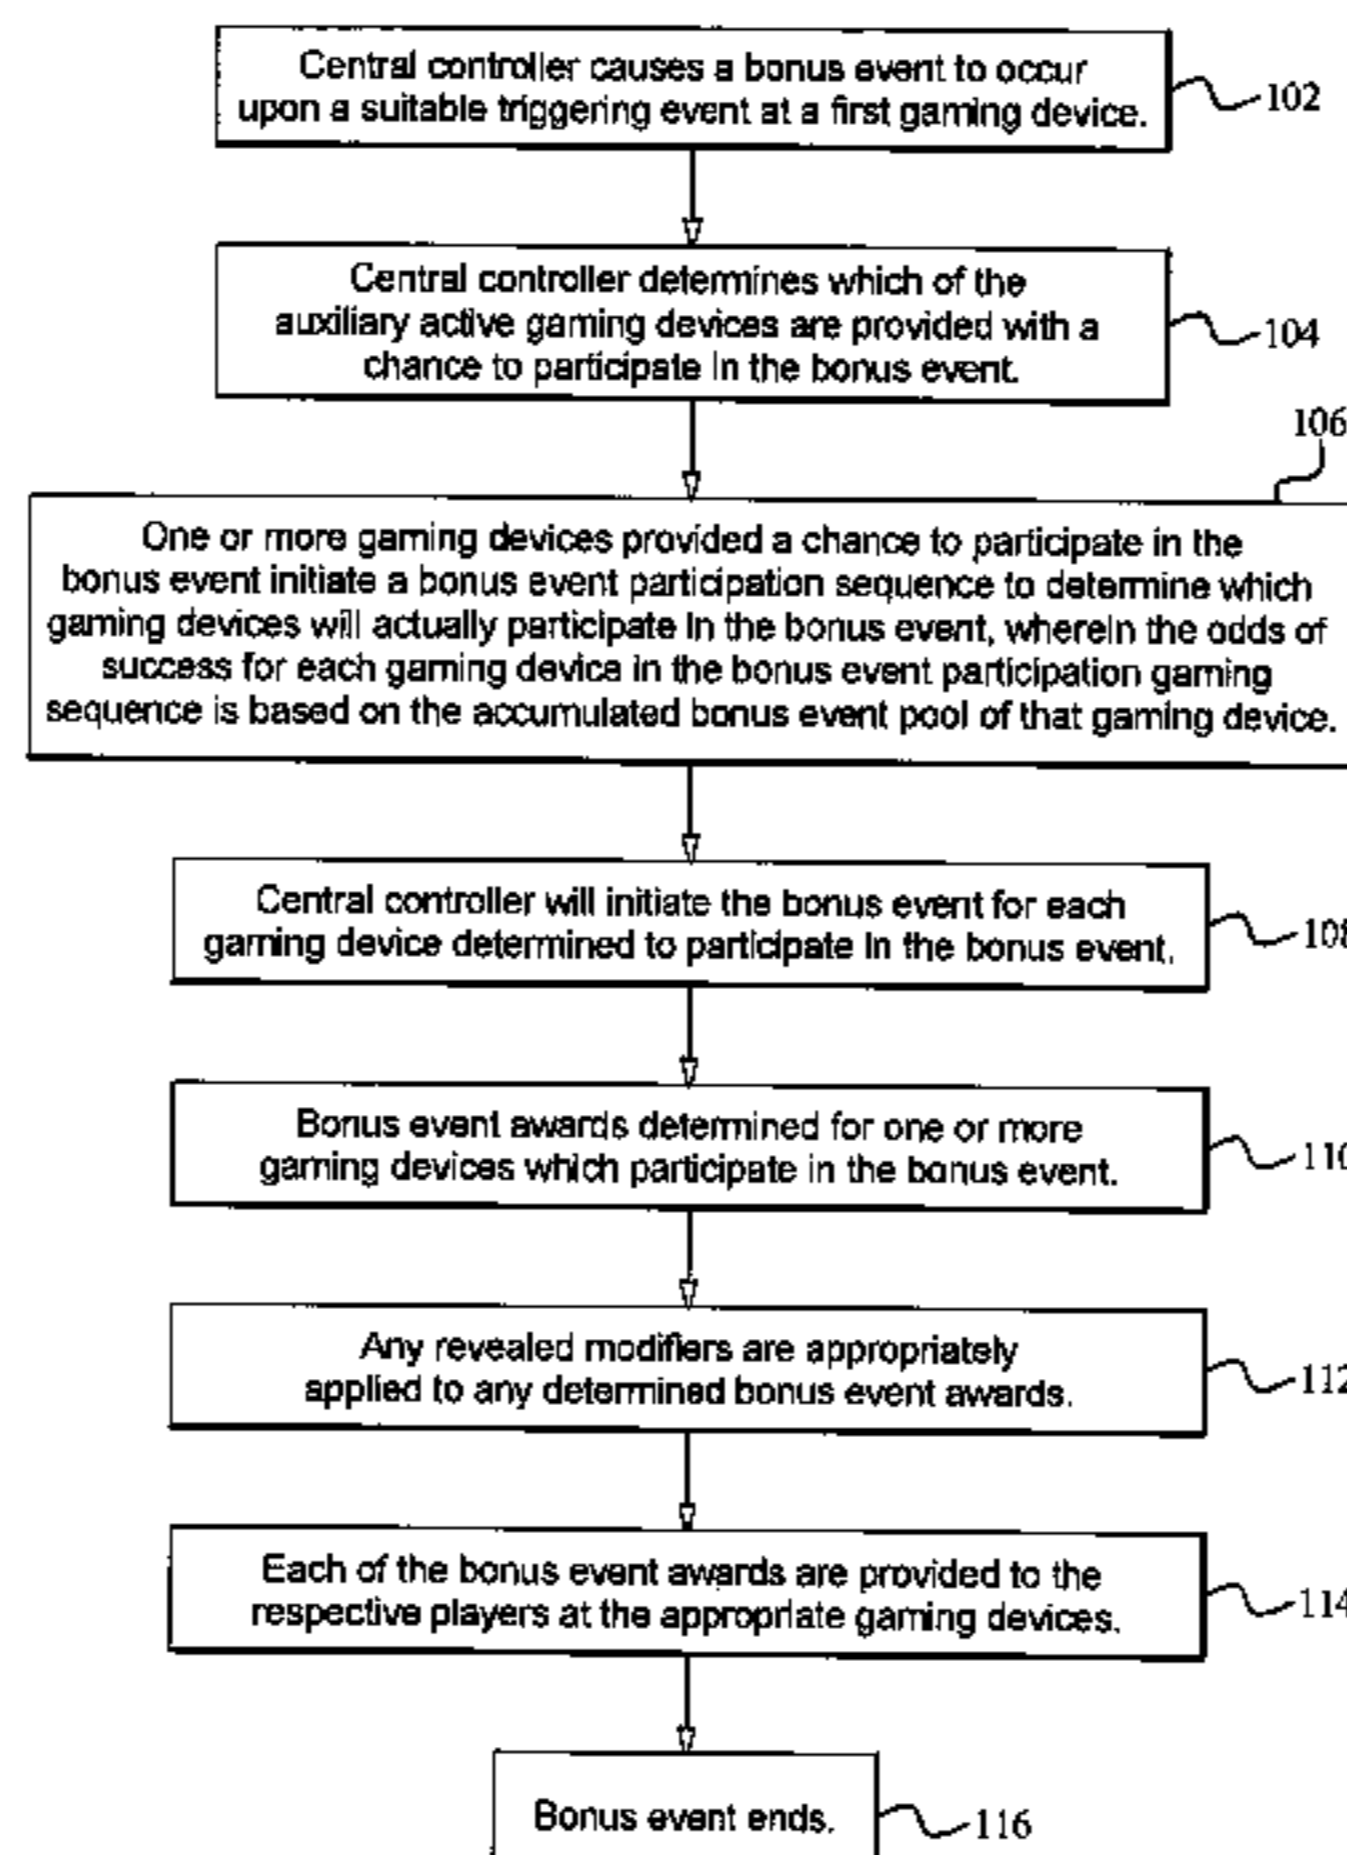 Central controller causes a bonus event to occur
upon a suitable triggering event at a first gaming device.
102
Central controller determines which of the
auxiliary active gaming devices are provided with a
chance to participate in the bonus event.
104
106
One or more gaming devices provided a chance to participate in the
bonus event initiate a bonus event participation sequence to determine which
gaming devices will actually participate in the bonus event, wherein the odds of
success for each gaming device in the bonus event participation gaming
sequence is based on the accumulated bonus event pool of that gaming device.
Central controller will initiate the bonus event for each
gaming device determined to participate in the bonus event.
108
Bonus event awards determined for one or more
gaming devices which participate in the bonus event.
110
Any revealed modifiers are appropriately
applied to any determined bonus event awards.
112
Each of the bonus event awards are provided to the
respective players at the appropriate gaming devices.
114
Bonus event ends.
116